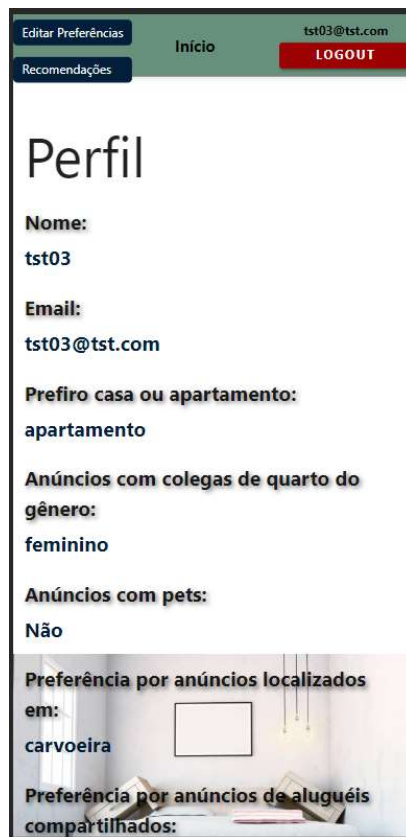 Editar Preferências
Início
tst03@tst.com
LOGOUT
Recomendações
Perfil
Nome:
tst03
Email:
tst03@tst.com
Prefiro casa ou apartamento:
apartamento
Anúncios com colegas de quarto do
gênero:
feminino
Anúncios com pets:
Não
Preferência por anúncios localizados
em:
carvoeira
Preferência por anúncios de aluguéis
compartilhados: